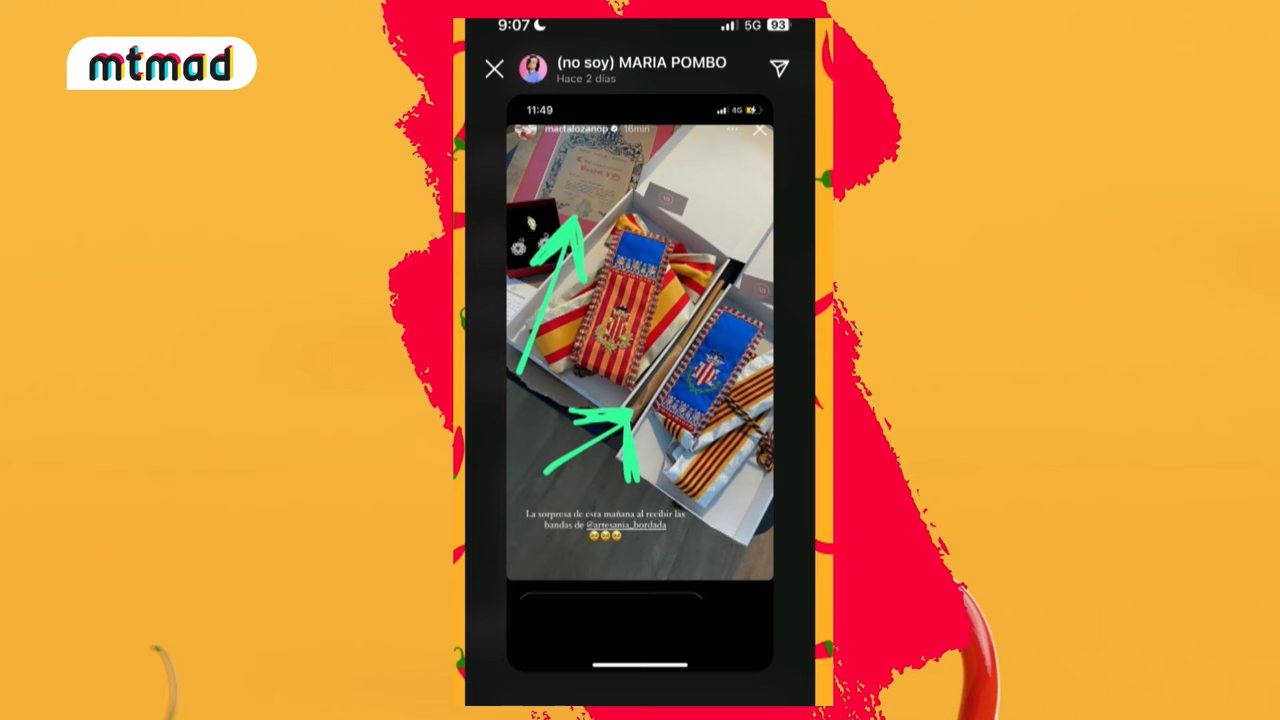 mtmad
9:07
5G 93
(no soy) MARIA POMBO
Hace 2 días
11:49
4G
martalozanop 16min
La sorpresa de esta mañana al recibir las
bandas de @artesania_bordada